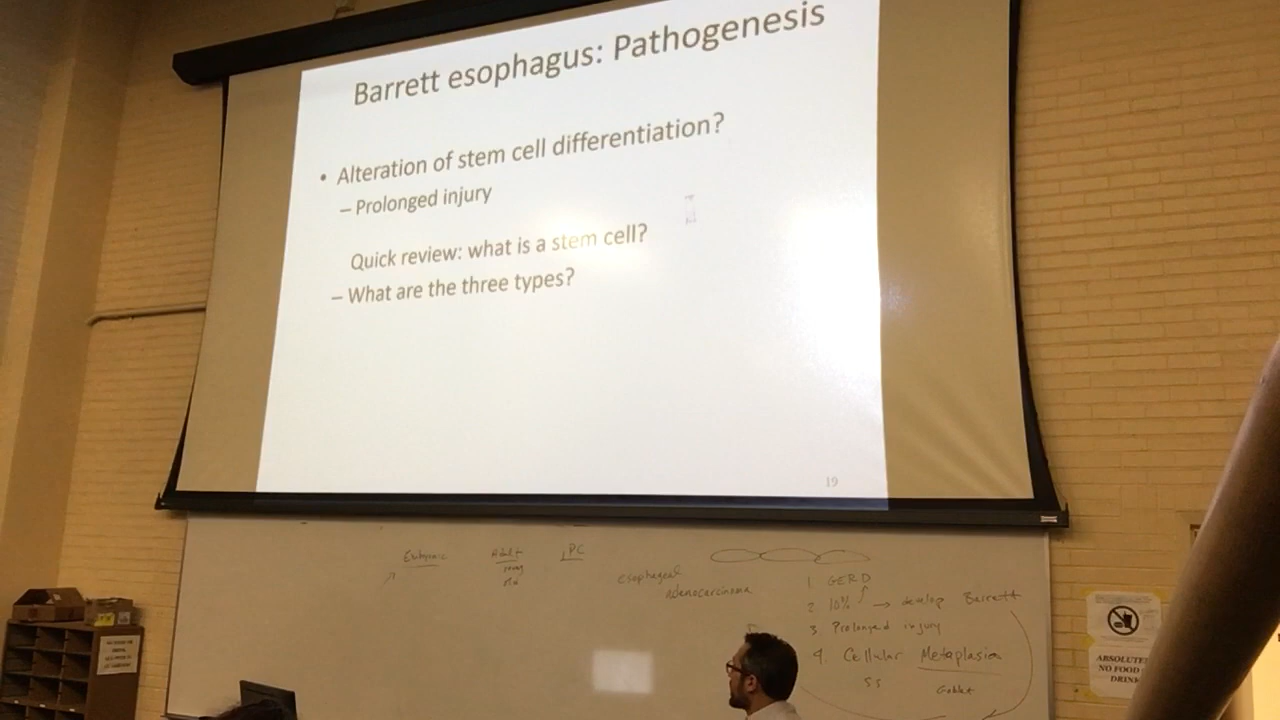 Barrett esophagus: Pathogenesis
• Alteration of stem cell differentiation?
– Prolonged injury
Quick review: what is a stem cell?
– What are the three types?
19
Embryonic
Adult
iPC
young
old
esophageal
adenocarcinoma
1. GERD
2 10% → develop Barrett
3 Prolonged injury
4. Cellular Metaplasia
SS Goblet
ABSOLUTE
NO FOOD
DRINK